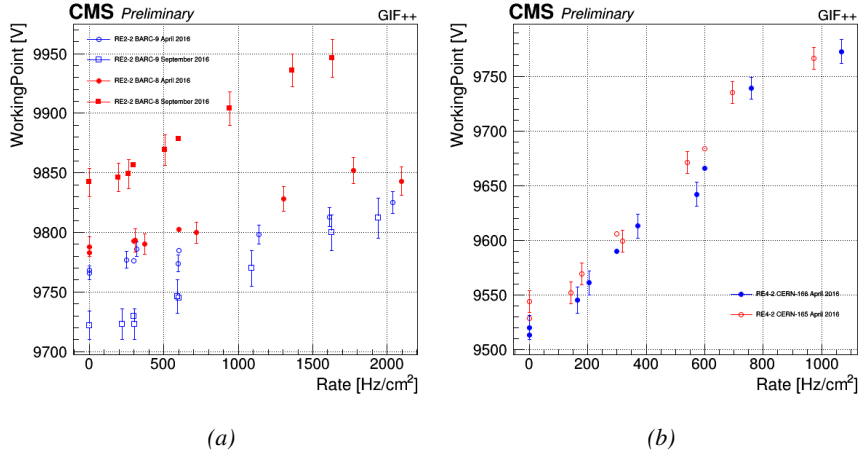 CMS Preliminary GIF++
WorkingPoint [V]
RE2-2 BARC-9 April 2016
RE2-2 BARC-9 September 2016
RE2-2 BARC-8 April 2016
RE2-2 BARC-8 September 2016
9950
9900
9850
9800
9750
9700
0 500 1000 1500 2000
Rate [Hz/cm²]
(a)
CMS Preliminary GIF++
WorkingPoint [V]
9750
9700
9650
9600
9550
9500
RE4-2 CERN-166 April 2016
RE4-2 CERN-165 April 2016
0 200 400 600 800 1000
Rate [Hz/cm²]
(b)